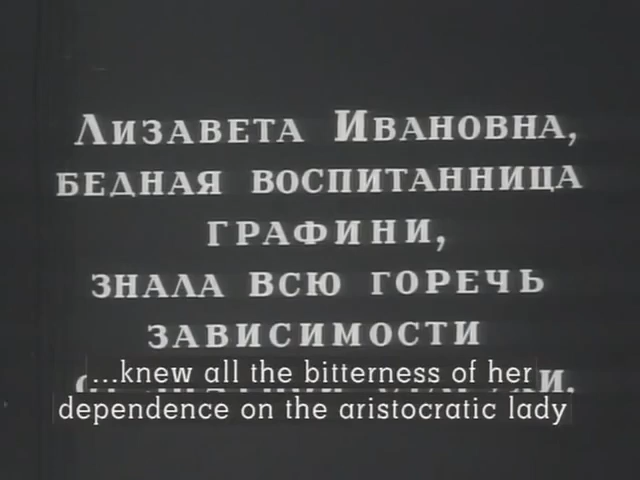 Лизавета Ивановна,
бедная воспитанница
графини,
знала всю горечь
зависимости
...knew all the bitterness of her
dependence on the aristocratic lady